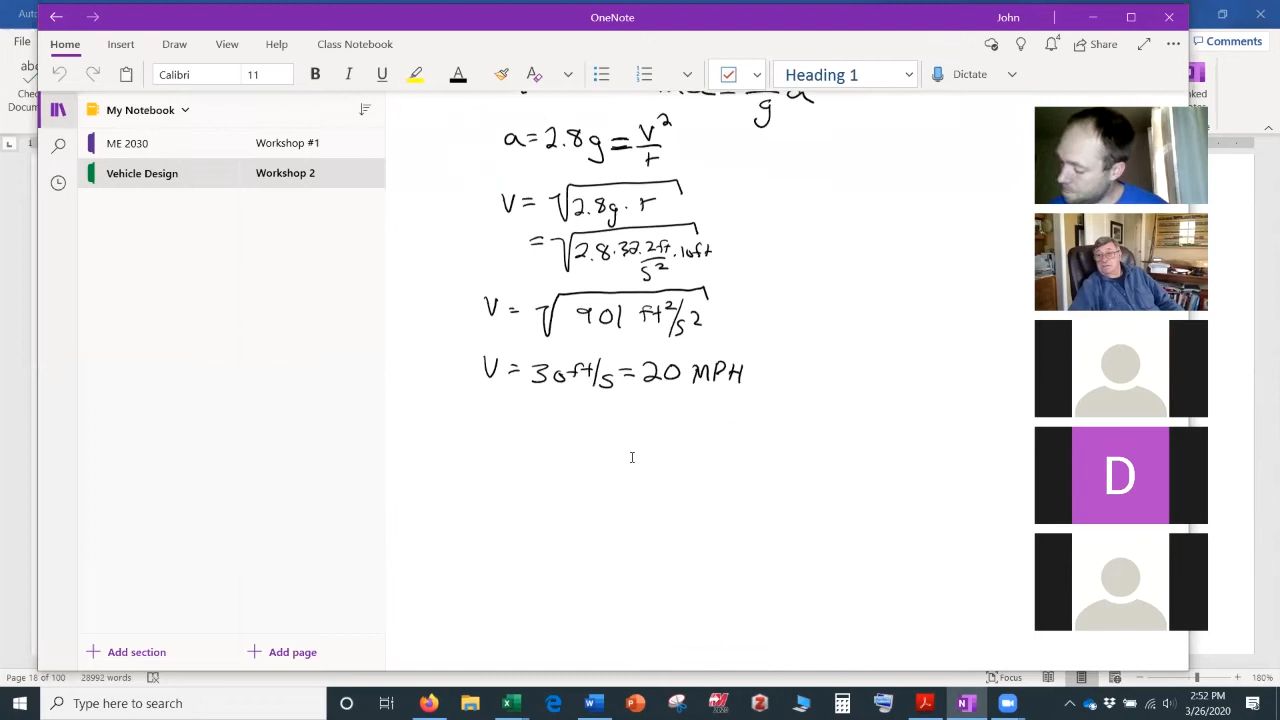 OneNote
John
Home Insert Draw View Help Class Notebook
Share
Comments
Calibri 11 B I U A Heading 1 Dictate
My Notebook
ME 2030 Workshop #1
Vehicle Design Workshop 2
g a
a = 2.8g = v²/r
V = √2.8g · r
= √2.8 · 32.2ft/s² · 10ft
V = √901 ft²/s²
V = 30ft/s = 20 MPH
D
Add section Add page
Page 18 of 100 28992 words Focus 180%
Type here to search
2:52 PM
3/26/2020